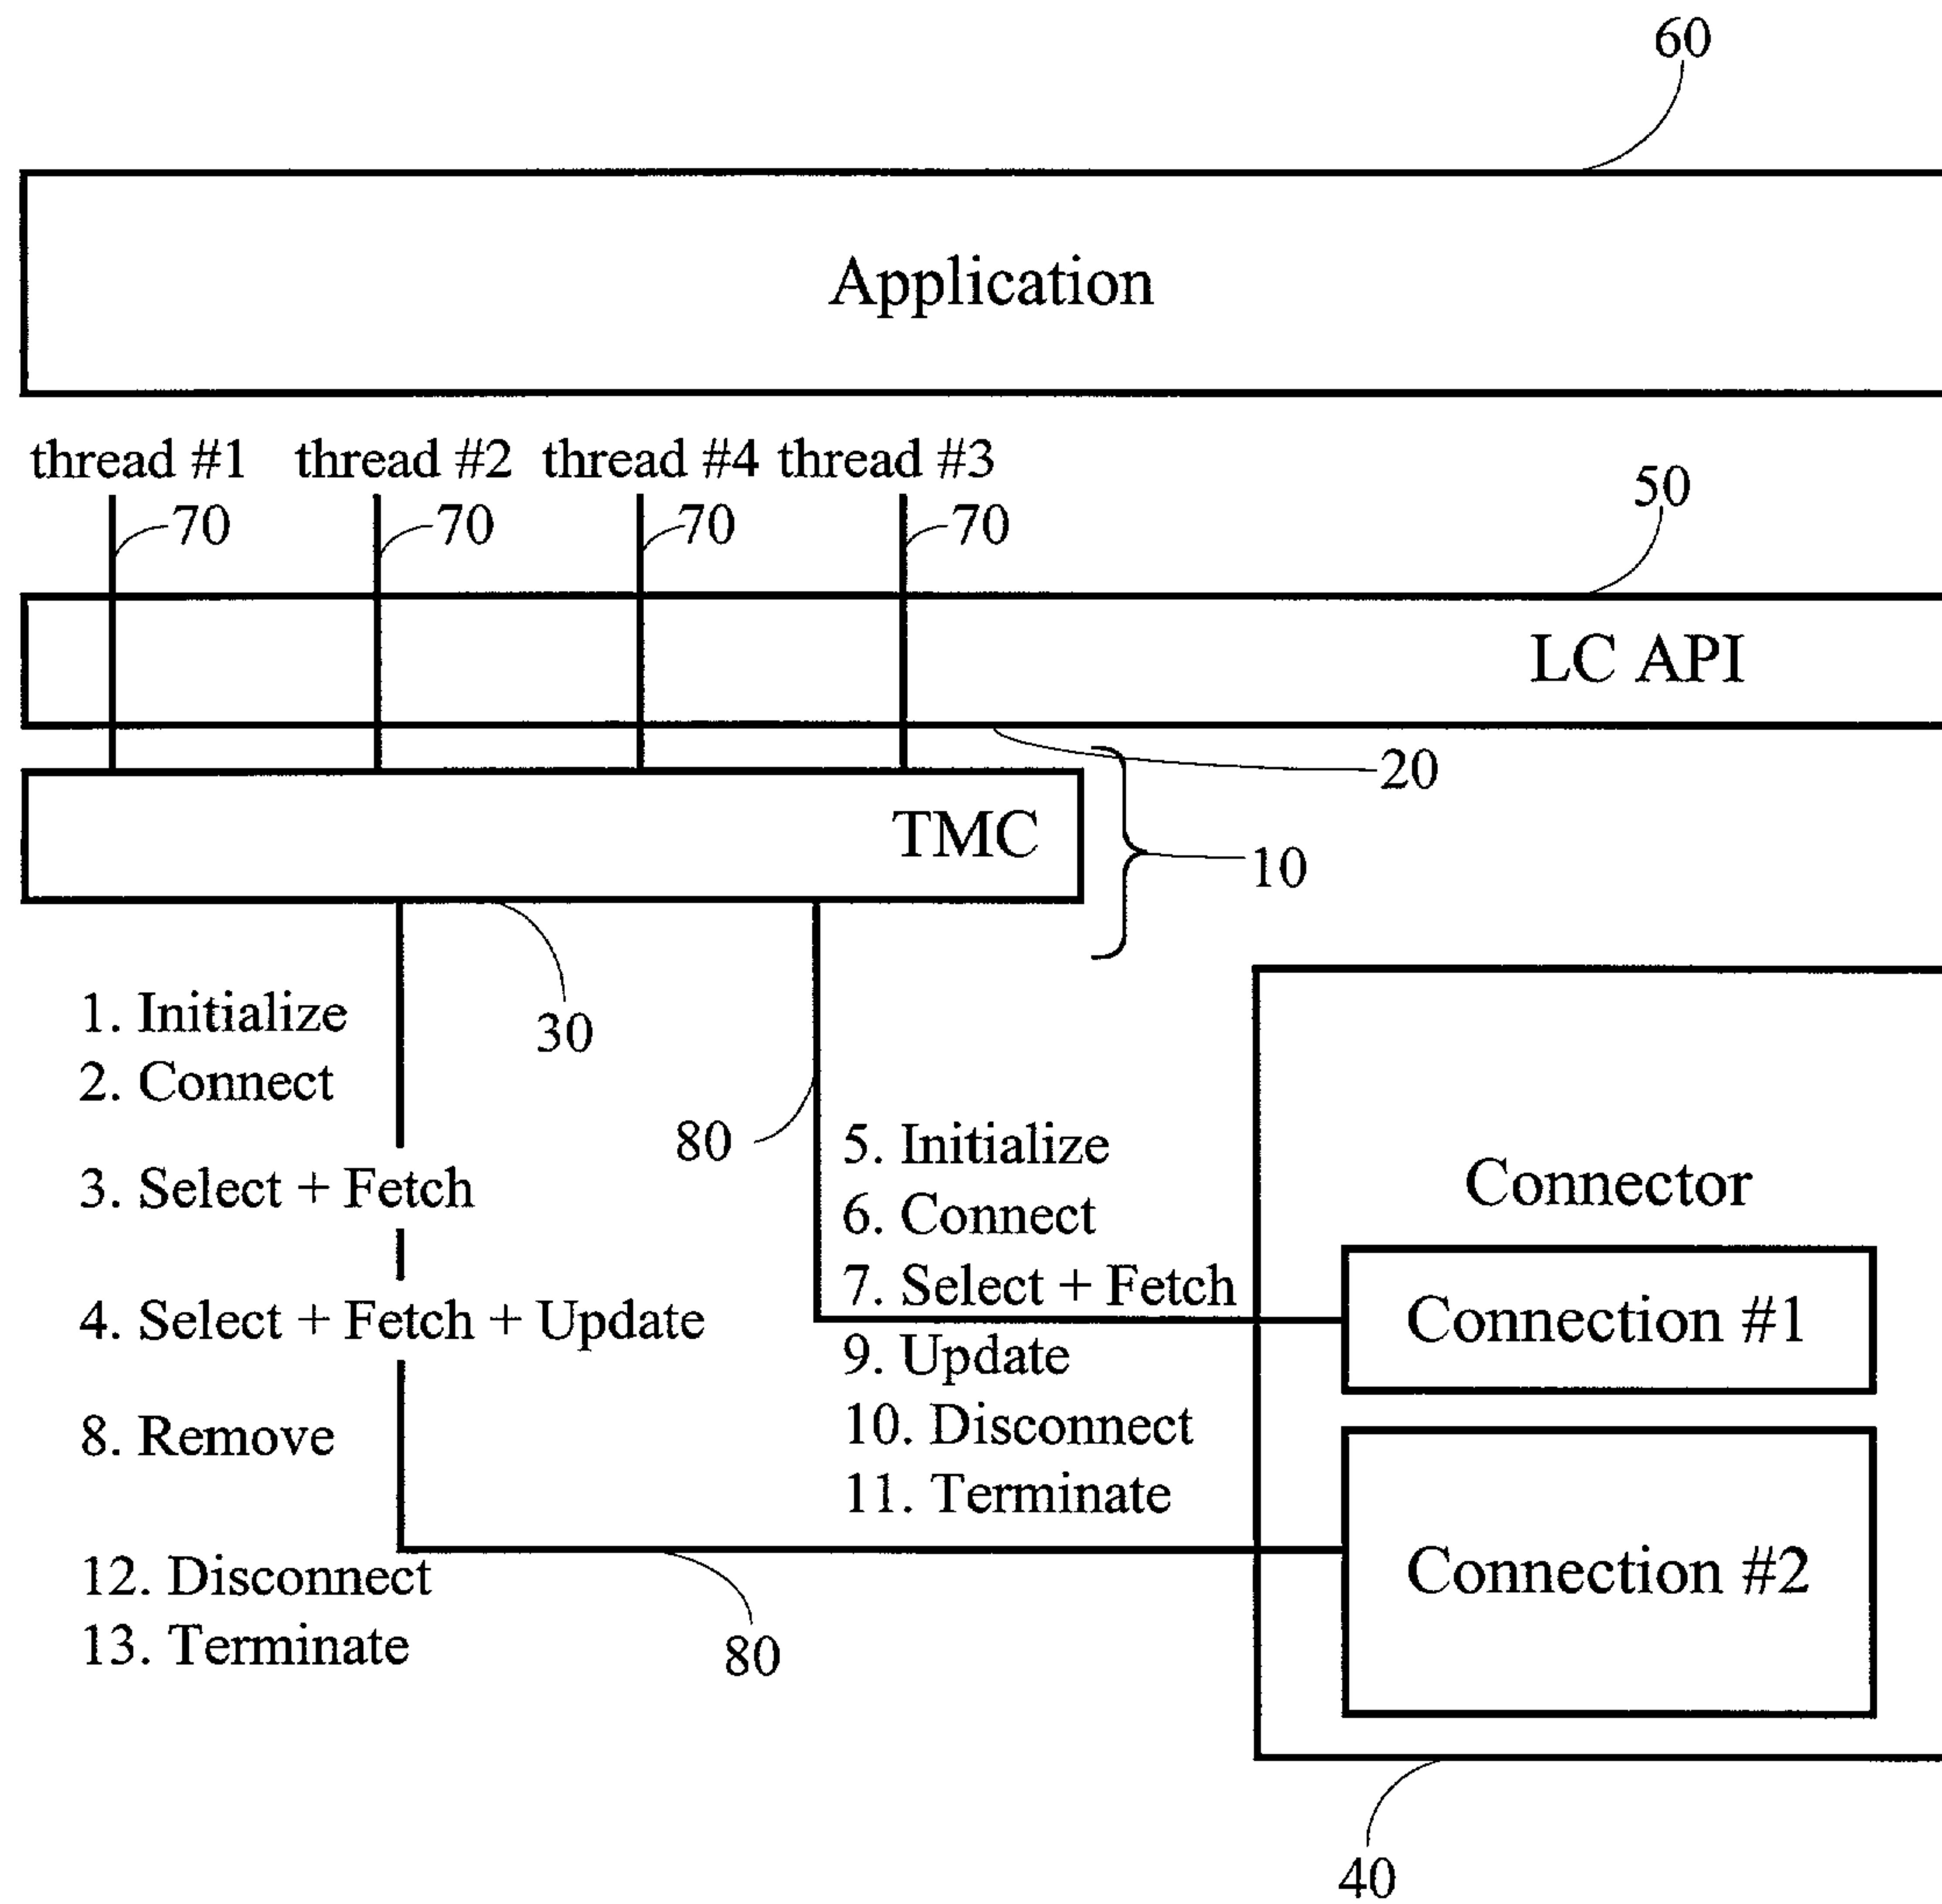 60
Application
thread #1 thread #2 thread #4 thread #3
70 70 70 70
50
LC API
20
TMC
10
30
1. Initialize
2. Connect
3. Select + Fetch
4. Select + Fetch + Update
8. Remove
12. Disconnect
13. Terminate
80
5. Initialize
6. Connect
7. Select + Fetch
9. Update
10. Disconnect
11. Terminate
80
Connector
Connection #1
Connection #2
40